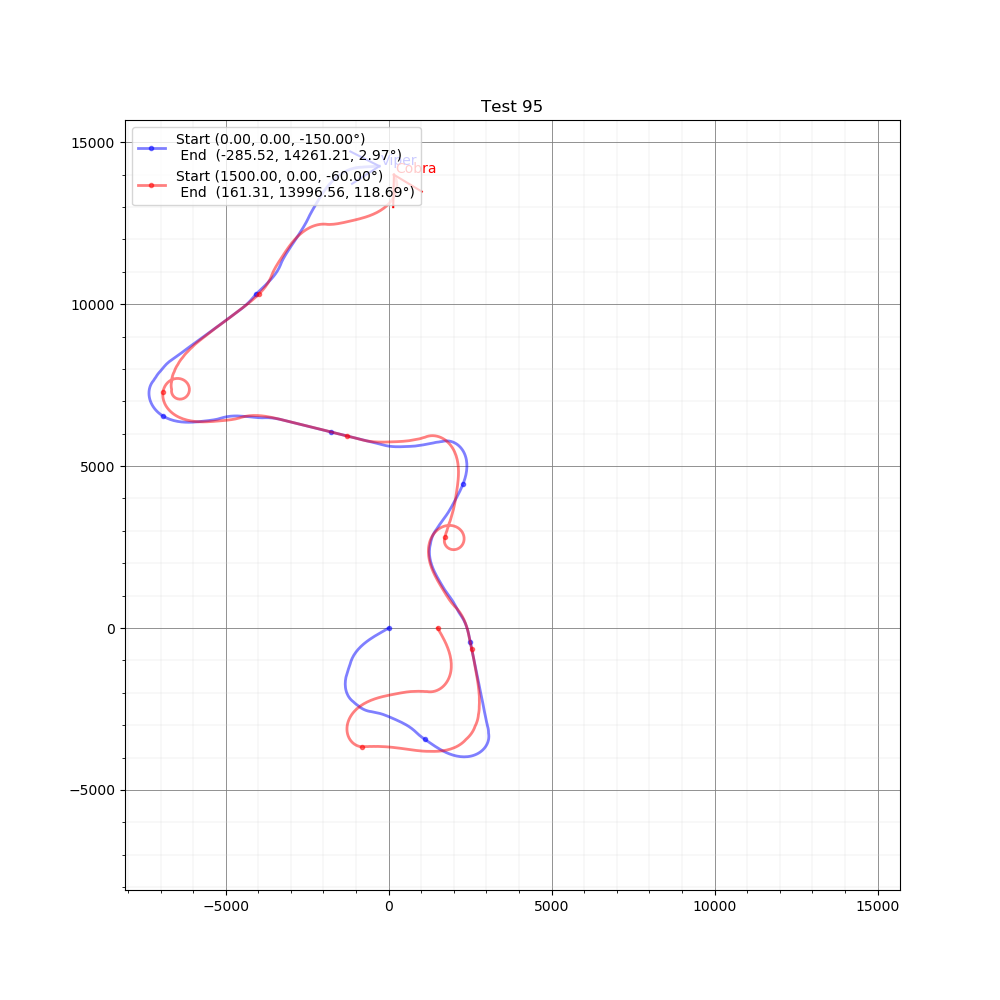 Test 95
Start (0.00, 0.00, -150.00°)
End (-285.52, 14261.21, 2.97°)
Start (1500.00, 0.00, -60.00°)
End (161.31, 13996.56, 118.69°)
Viper
Cobra
15000
10000
5000
0
−5000
−5000
0
5000
10000
15000